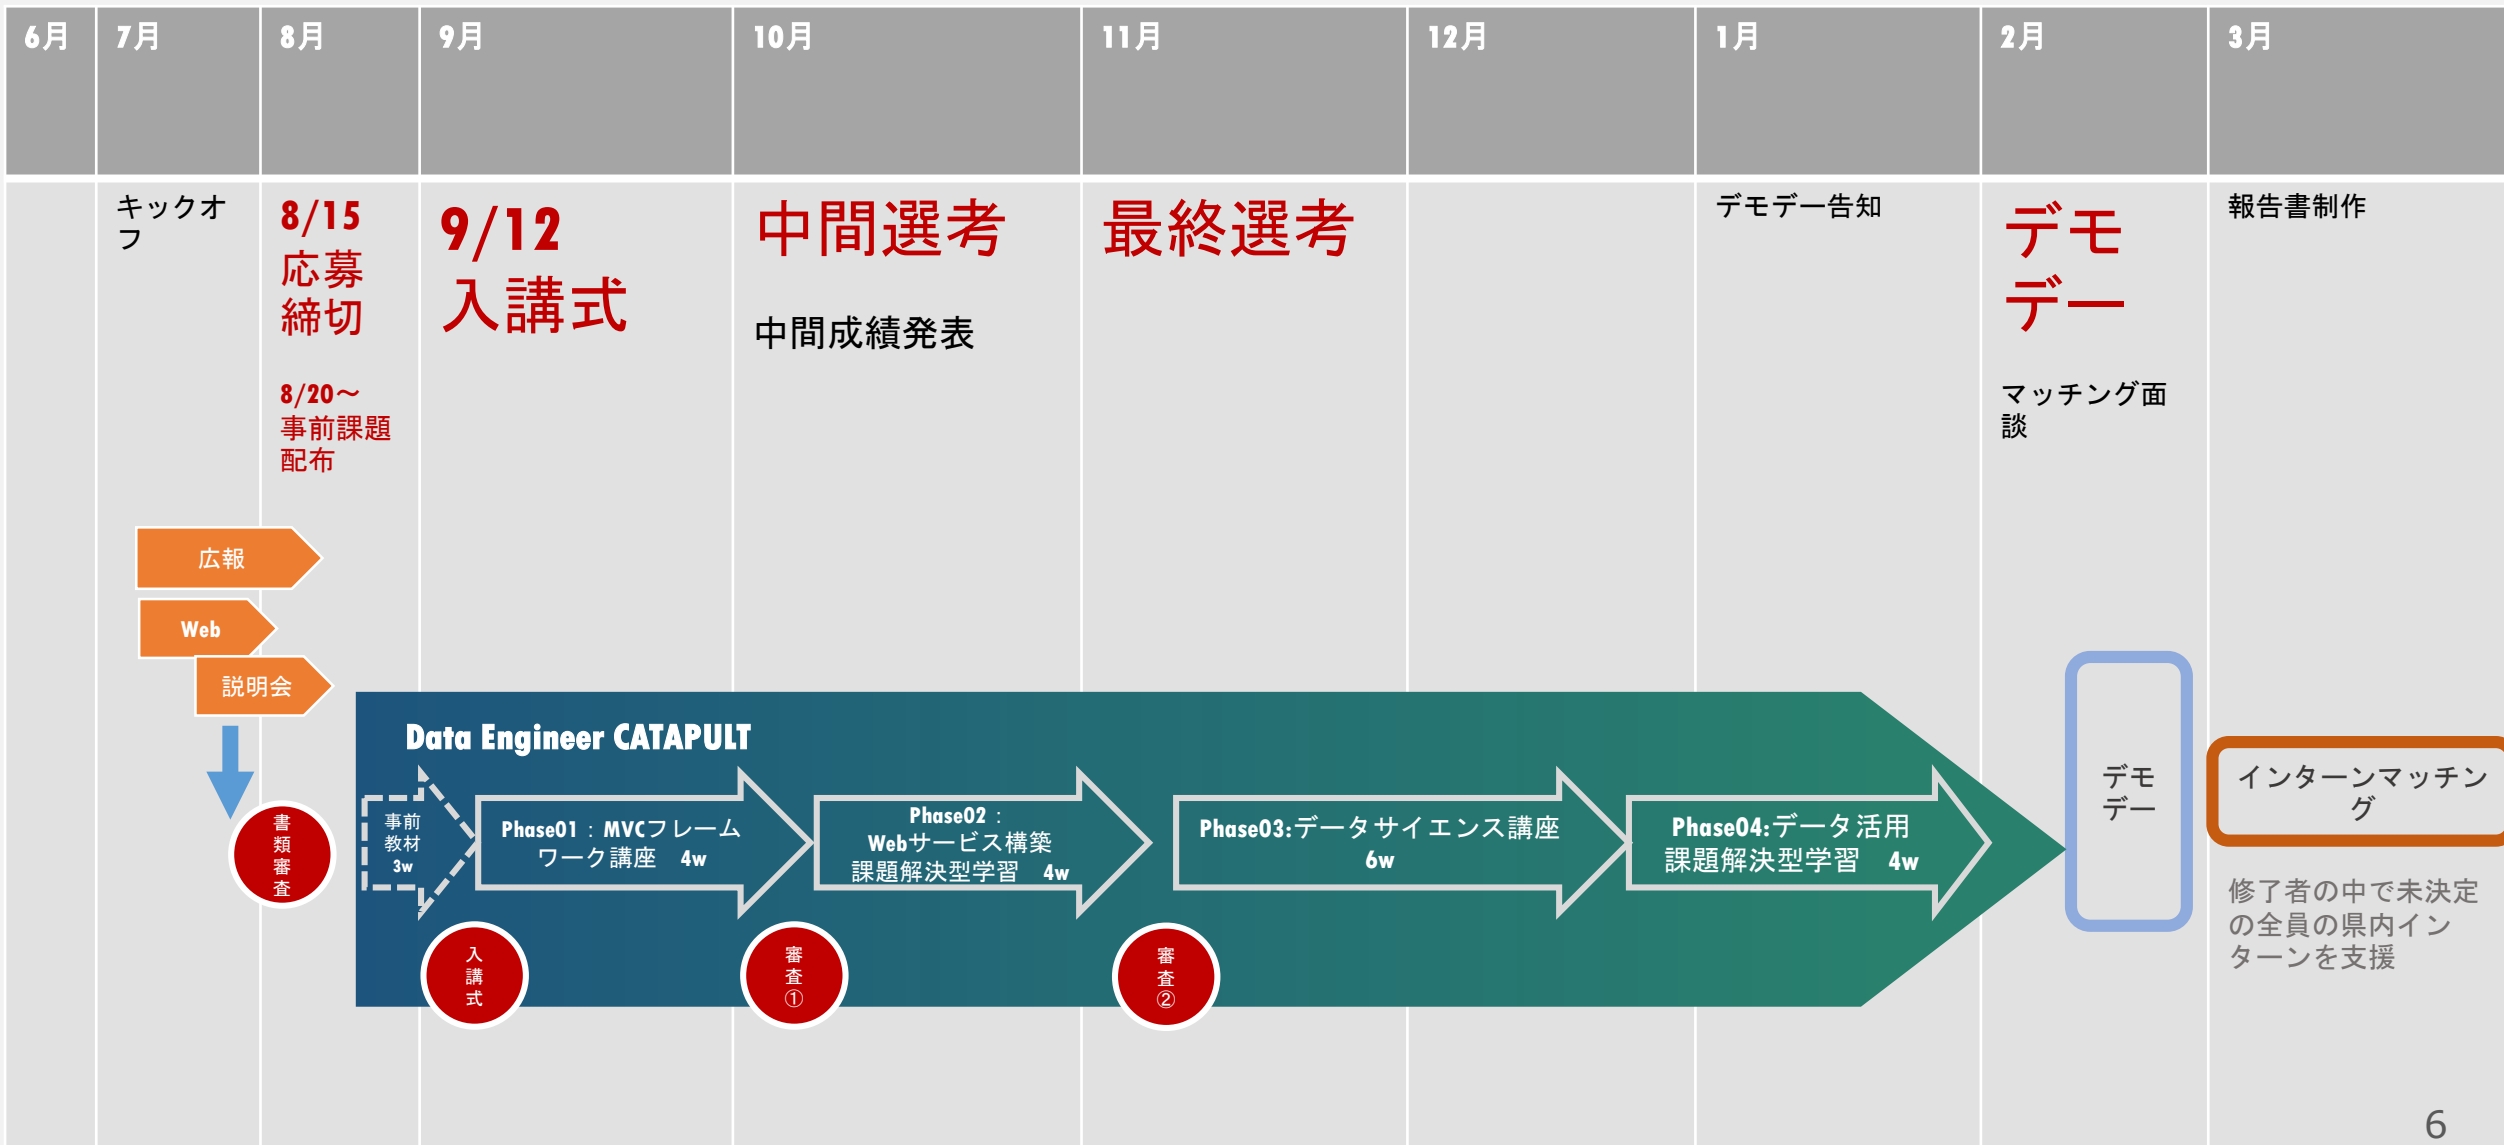 6月
7月
8月
9月
10月
11月
12月
1月
2月
3月
キックオ
フ
8/15
応募
締切
8/20～
事前課題
配布
9/12
入講式
中間選考
中間成績発表
最終選考
デモデー告知
デモ
デー
マッチング面
談
報告書制作
広報
Web
説明会
書
類
審
査
Data Engineer CATAPULT
事前
教材
3w
Phase01：MVCフレーム
ワーク講座　4w
Phase02：
Webサービス構築
課題解決型学習　4w
Phase03:データサイエンス講座
6w
Phase04:データ活用
課題解決型学習　4w
入
講
式
審
査
①
審
査
②
デモ
デー
インターンマッチン
グ
修了者の中で未決定
の全員の県内イン
ターンを支援
6